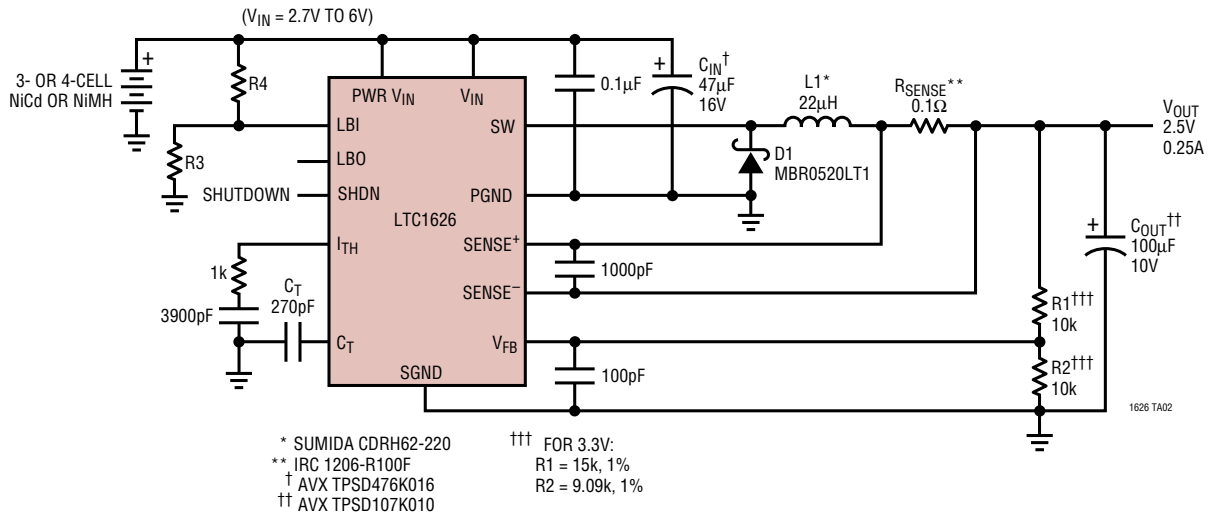 (VIN = 2.7V TO 6V)
3- OR 4-CELL
NiCd OR NiMH
+
R4
R3
SHUTDOWN
1k
3900pF
CT
270pF
PWR VIN
VIN
LBI
LBO
SHDN
ITH
CT
SGND
LTC1626
SW
PGND
SENSE+
SENSE−
VFB
0.1µF
+
CIN†
47µF
16V
1000pF
100pF
D1
MBR0520LT1
L1*
22µH
RSENSE**
0.1Ω
VOUT
2.5V
0.25A
+
COUT††
100µF
10V
R1†††
10k
R2†††
10k
1626 TA02
* SUMIDA CDRH62-220
** IRC 1206-R100F
† AVX TPSD476K016
†† AVX TPSD107K010
††† FOR 3.3V:
R1 = 15k, 1%
R2 = 9.09k, 1%